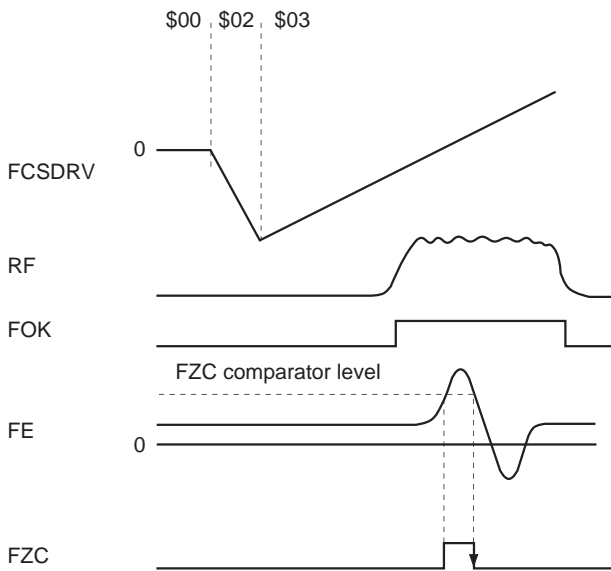 $00 $02 $03
0
FCSDRV
RF
FOK
FZC comparator level
FE
0
FZC